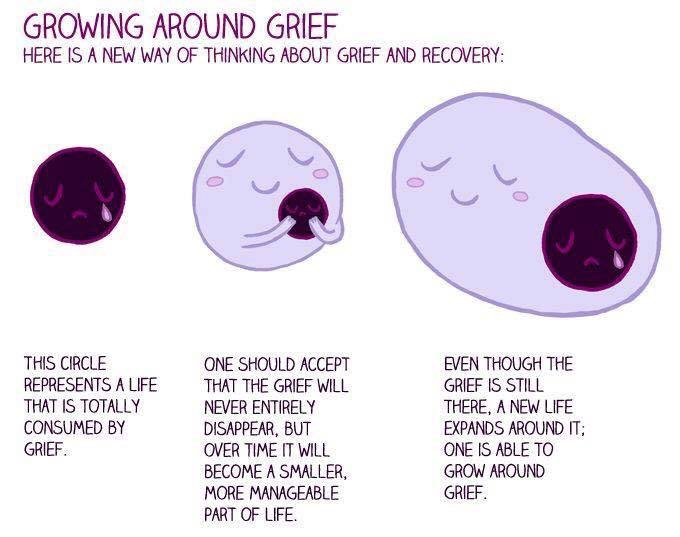 GROWING AROUND GRIEF
HERE IS A NEW WAY OF THINKING ABOUT GRIEF AND RECOVERY:
THIS CIRCLE
REPRESENTS A LIFE
THAT IS TOTALLY
CONSUMED BY
GRIEF.
ONE SHOULD ACCEPT
THAT THE GRIEF WILL
NEVER ENTIRELY
DISAPPEAR, BUT
OVER TIME IT WILL
BECOME A SMALLER,
MORE MANAGEABLE
PART OF LIFE.
EVEN THOUGH THE
GRIEF IS STILL
THERE, A NEW LIFE
EXPANDS AROUND IT;
ONE IS ABLE TO
GROW AROUND
GRIEF.